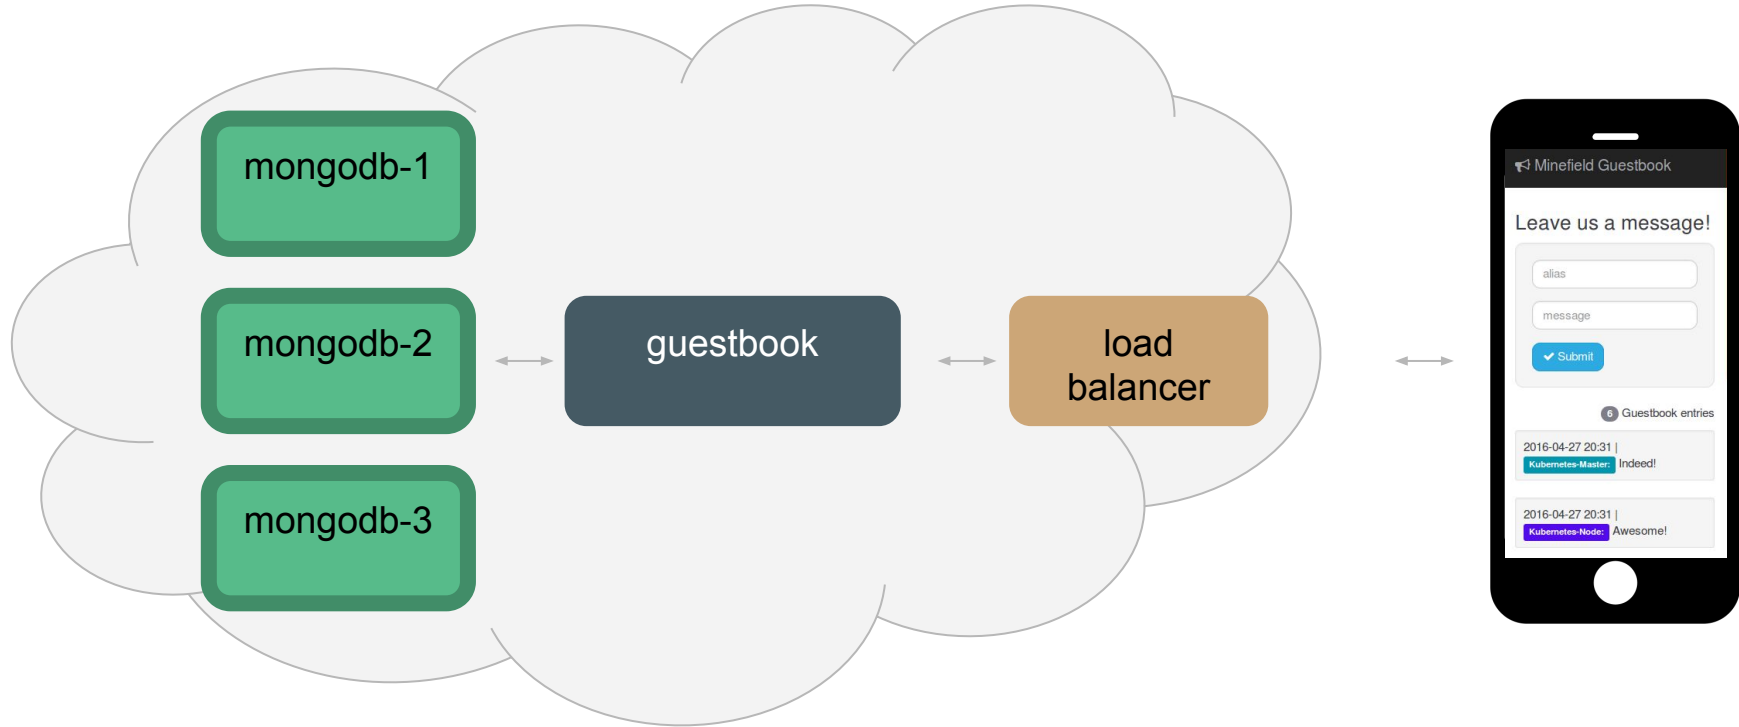 mongodb-1
mongodb-2
mongodb-3
guestbook
load
balancer
Minefield Guestbook
Leave us a message!
alias
message
Submit
6 Guestbook entries
2016-04-27 20:31 |
Kubernetes-Master: Indeed!
2016-04-27 20:31 |
Kubernetes-Node: Awesome!